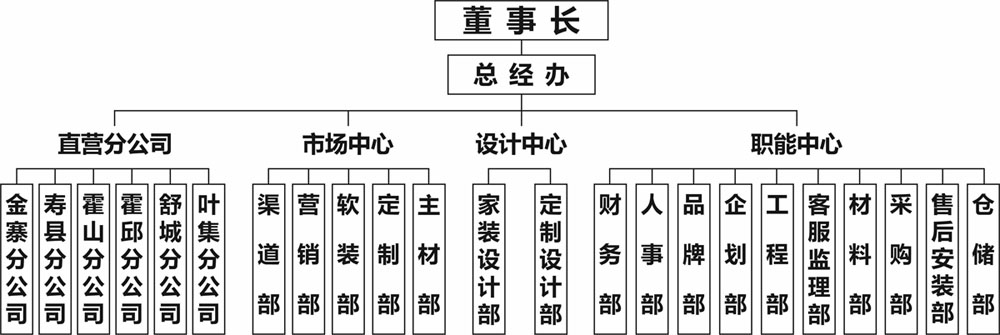 董事长
总经办
直营分公司
市场中心
设计中心
职能中心
金寨分公司
寿县分公司
霍山分公司
霍邱分公司
舒城分公司
叶集分公司
渠道部
营销部
软装部
定制部
主材部
家装设计部
定制设计部
财务部
人事部
品牌部
企划部
工程部
客服监理部
材料部
采购部
售后安装部
仓储部